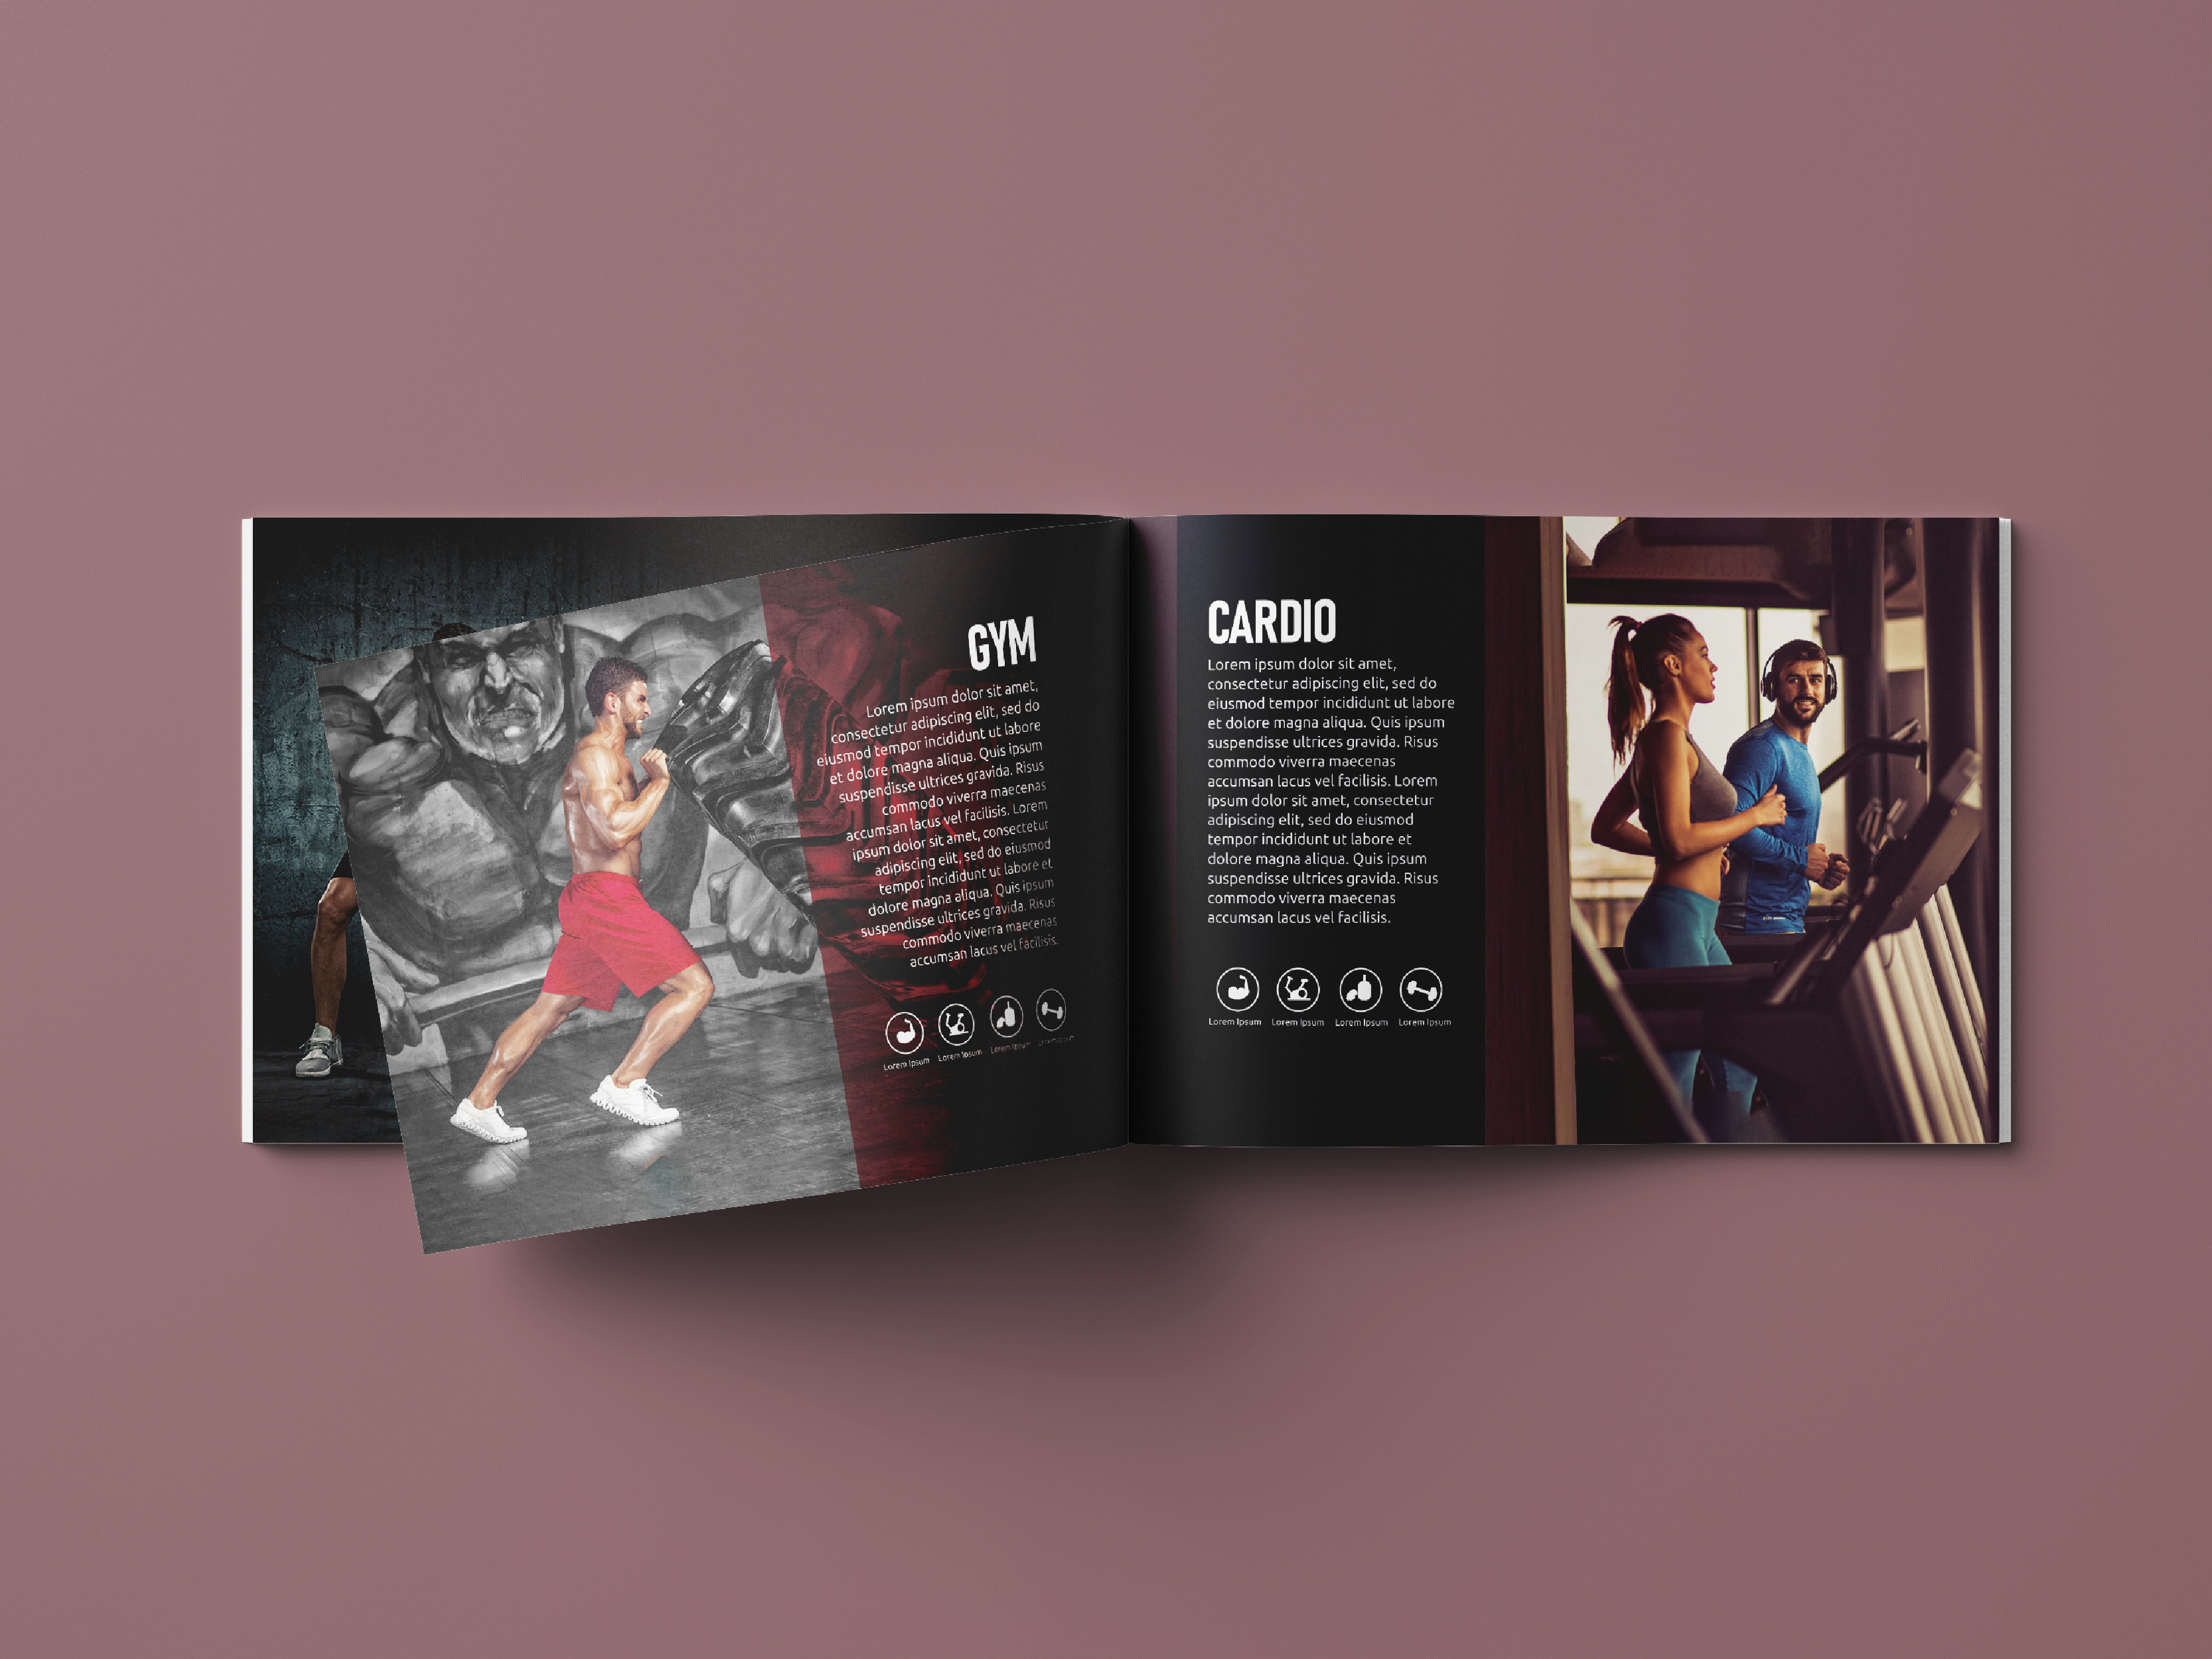 GYM
Lorem ipsum dolor sit amet,
consectetur adipiscing elit, sed do
eiusmod tempor incididunt ut labore
et dolore magna aliqua. Quis ipsum
suspendisse ultrices gravida. Risus
commodo viverra maecenas
accumsan lacus vel facilisis. Lorem
ipsum dolor sit amet, consectetur
adipiscing elit, sed do eiusmod
tempor incididunt ut labore et
dolore magna aliqua. Quis ipsum
suspendisse ultrices gravida. Risus
commodo viverra maecenas
accumsan lacus vel facilisis.
Lorem Ipsum Lorem Ipsum Lorem Ipsum Lorem Ipsum
CARDIO
Lorem ipsum dolor sit amet,
consectetur adipiscing elit, sed do
eiusmod tempor incididunt ut labore
et dolore magna aliqua. Quis ipsum
suspendisse ultrices gravida. Risus
commodo viverra maecenas
accumsan lacus vel facilisis. Lorem
ipsum dolor sit amet, consectetur
adipiscing elit, sed do eiusmod
tempor incididunt ut labore et
dolore magna aliqua. Quis ipsum
suspendisse ultrices gravida. Risus
commodo viverra maecenas
accumsan lacus vel facilisis.
Lorem Ipsum Lorem Ipsum Lorem Ipsum Lorem Ipsum